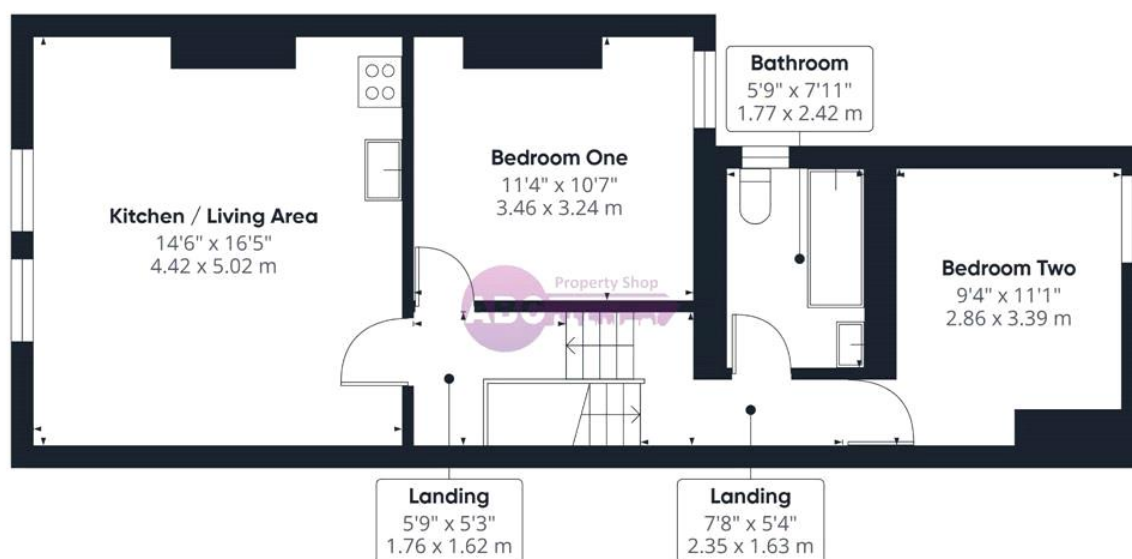 Bathroom
5'9" x 7'11"
1.77 x 2.42 m
Bedroom One
11'4" x 10'7"
3.46 x 3.24 m
Kitchen / Living Area
14'6" x 16'5"
4.42 x 5.02 m
Bedroom Two
9'4" x 11'1"
2.86 x 3.39 m
Property Shop
Landing
5'9" x 5'3"
1.76 x 1.62 m
Landing
7'8" x 5'4"
2.35 x 1.63 m